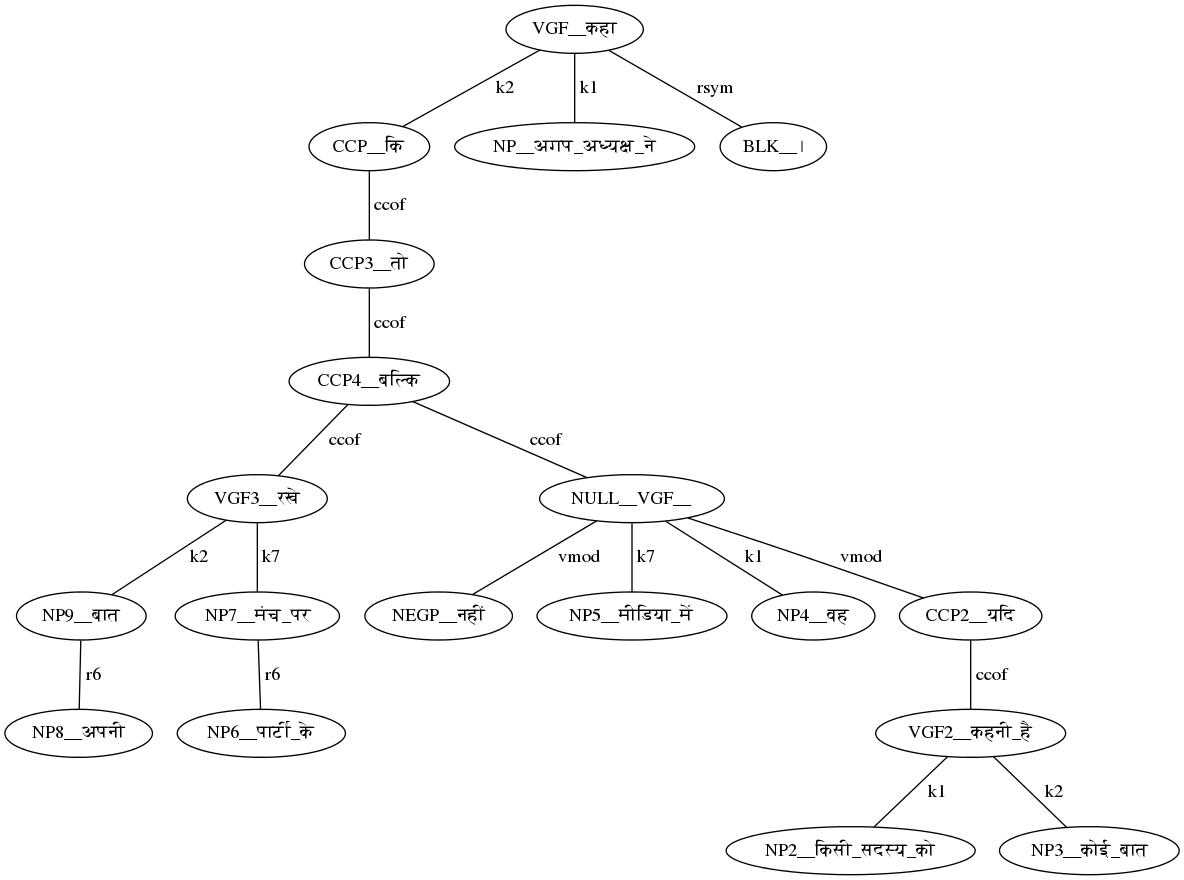 VGF__कहा
k2 k1 rsym
CCP__कि NP__अगप_अध्यक्ष_ने BLK__।
ccof
CCP3__तो
ccof
CCP4__बल्कि
ccof ccof
VGF3__रखे NULL__VGF__
k2 k7 vmod k7 k1 vmod
NP9__बात NP7__मंच_पर NEGP__नहीं NP5__मीडिया_में NP4__वह CCP2__यदि
r6 r6 ccof
NP8__अपनी NP6__पार्टी_के VGF2__कहनी_है
k1 k2
NP2__किसी_सदस्य_को NP3__कोई_बात